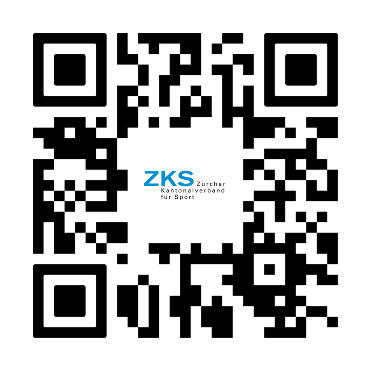 ZKS Zürcher
Kantonalverband
für Sport